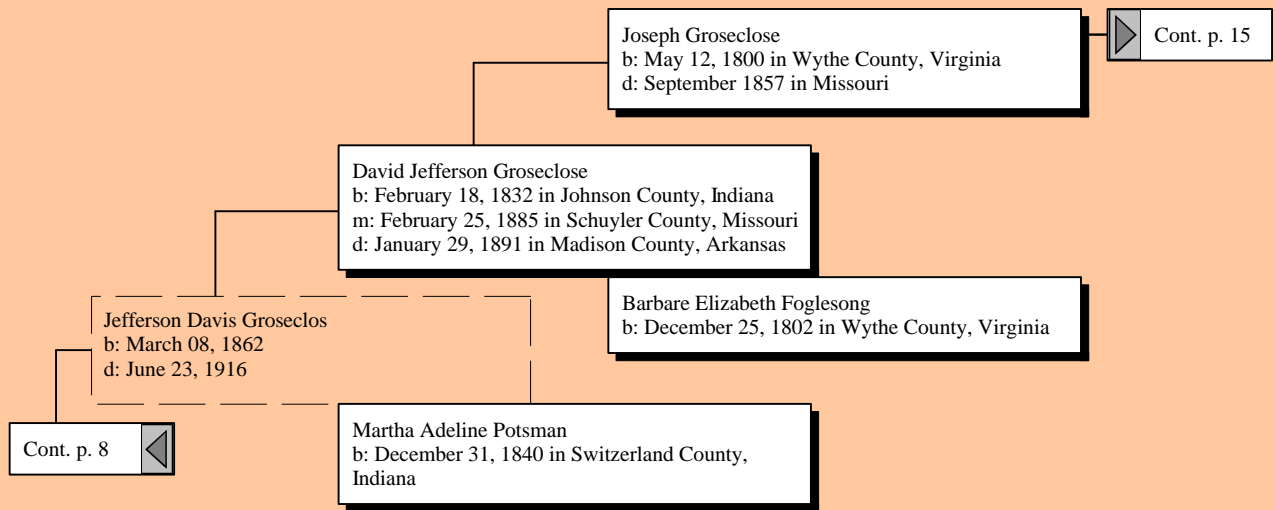 Joseph Groseclose
b: May 12, 1800 in Wythe County, Virginia
d: September 1857 in Missouri
Cont. p. 15
David Jefferson Groseclose
b: February 18, 1832 in Johnson County, Indiana
m: February 25, 1885 in Schuyler County, Missouri
d: January 29, 1891 in Madison County, Arkansas
Barbare Elizabeth Foglesong
b: December 25, 1802 in Wythe County, Virginia
Jefferson Davis Groseclos
b: March 08, 1862
d: June 23, 1916
Cont. p. 8
Martha Adeline Potsman
b: December 31, 1840 in Switzerland County,
Indiana